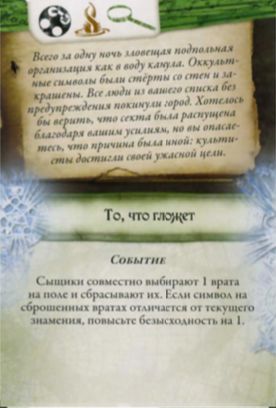 Всего за одну ночь зловещая подпольная
организация как в воду канула. Оккульт-
ные символы были стёрты со стен и за-
крашены. Все люди из вашего списка без
предупреждения покинули город. Хотелось
бы верить, что секта была распущена
благодаря вашим усилиям, но вы опасае-
тесь, что причина была иной: культи-
сты достигли своей ужасной цели.
То, что гложет
Событие
Сыщики совместно выбирают 1 врата
на поле и сбрасывают их. Если символ на
сброшенных вратах отличается от текущего
знамения, повысьте безысходность на 1.